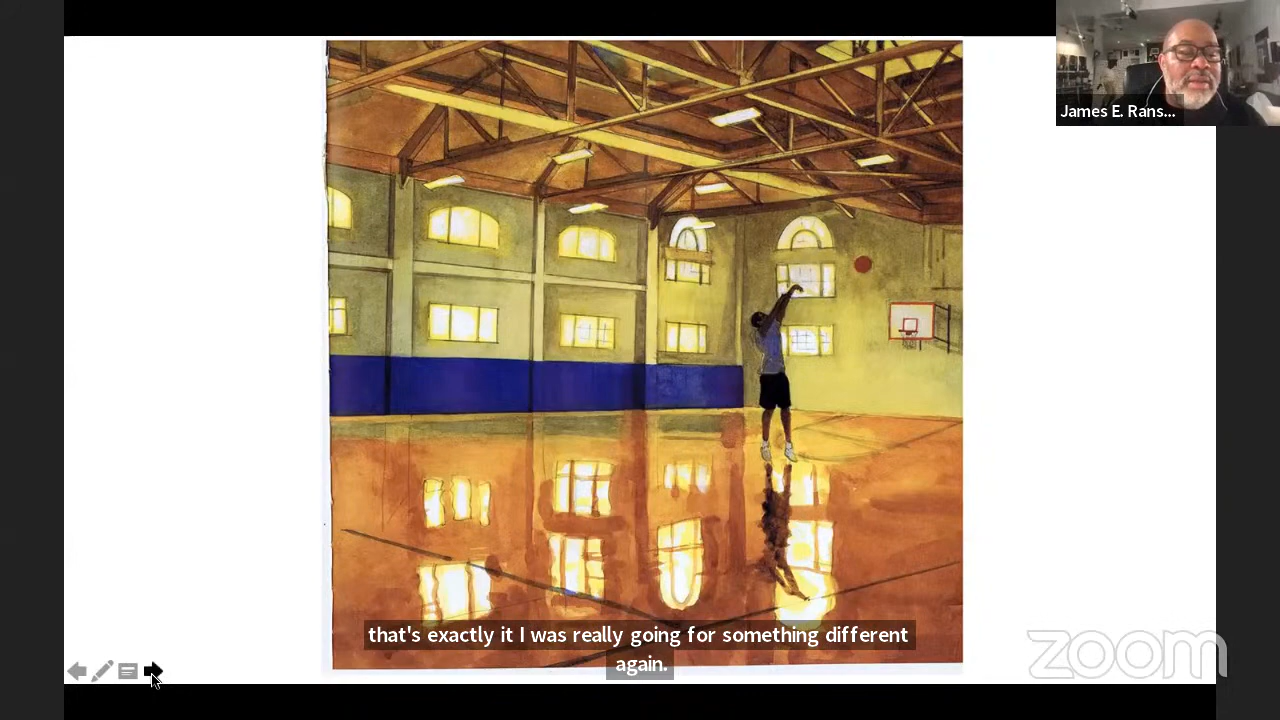 James E. Rans...
that's exactly it I was really going for something different
again.
zoom